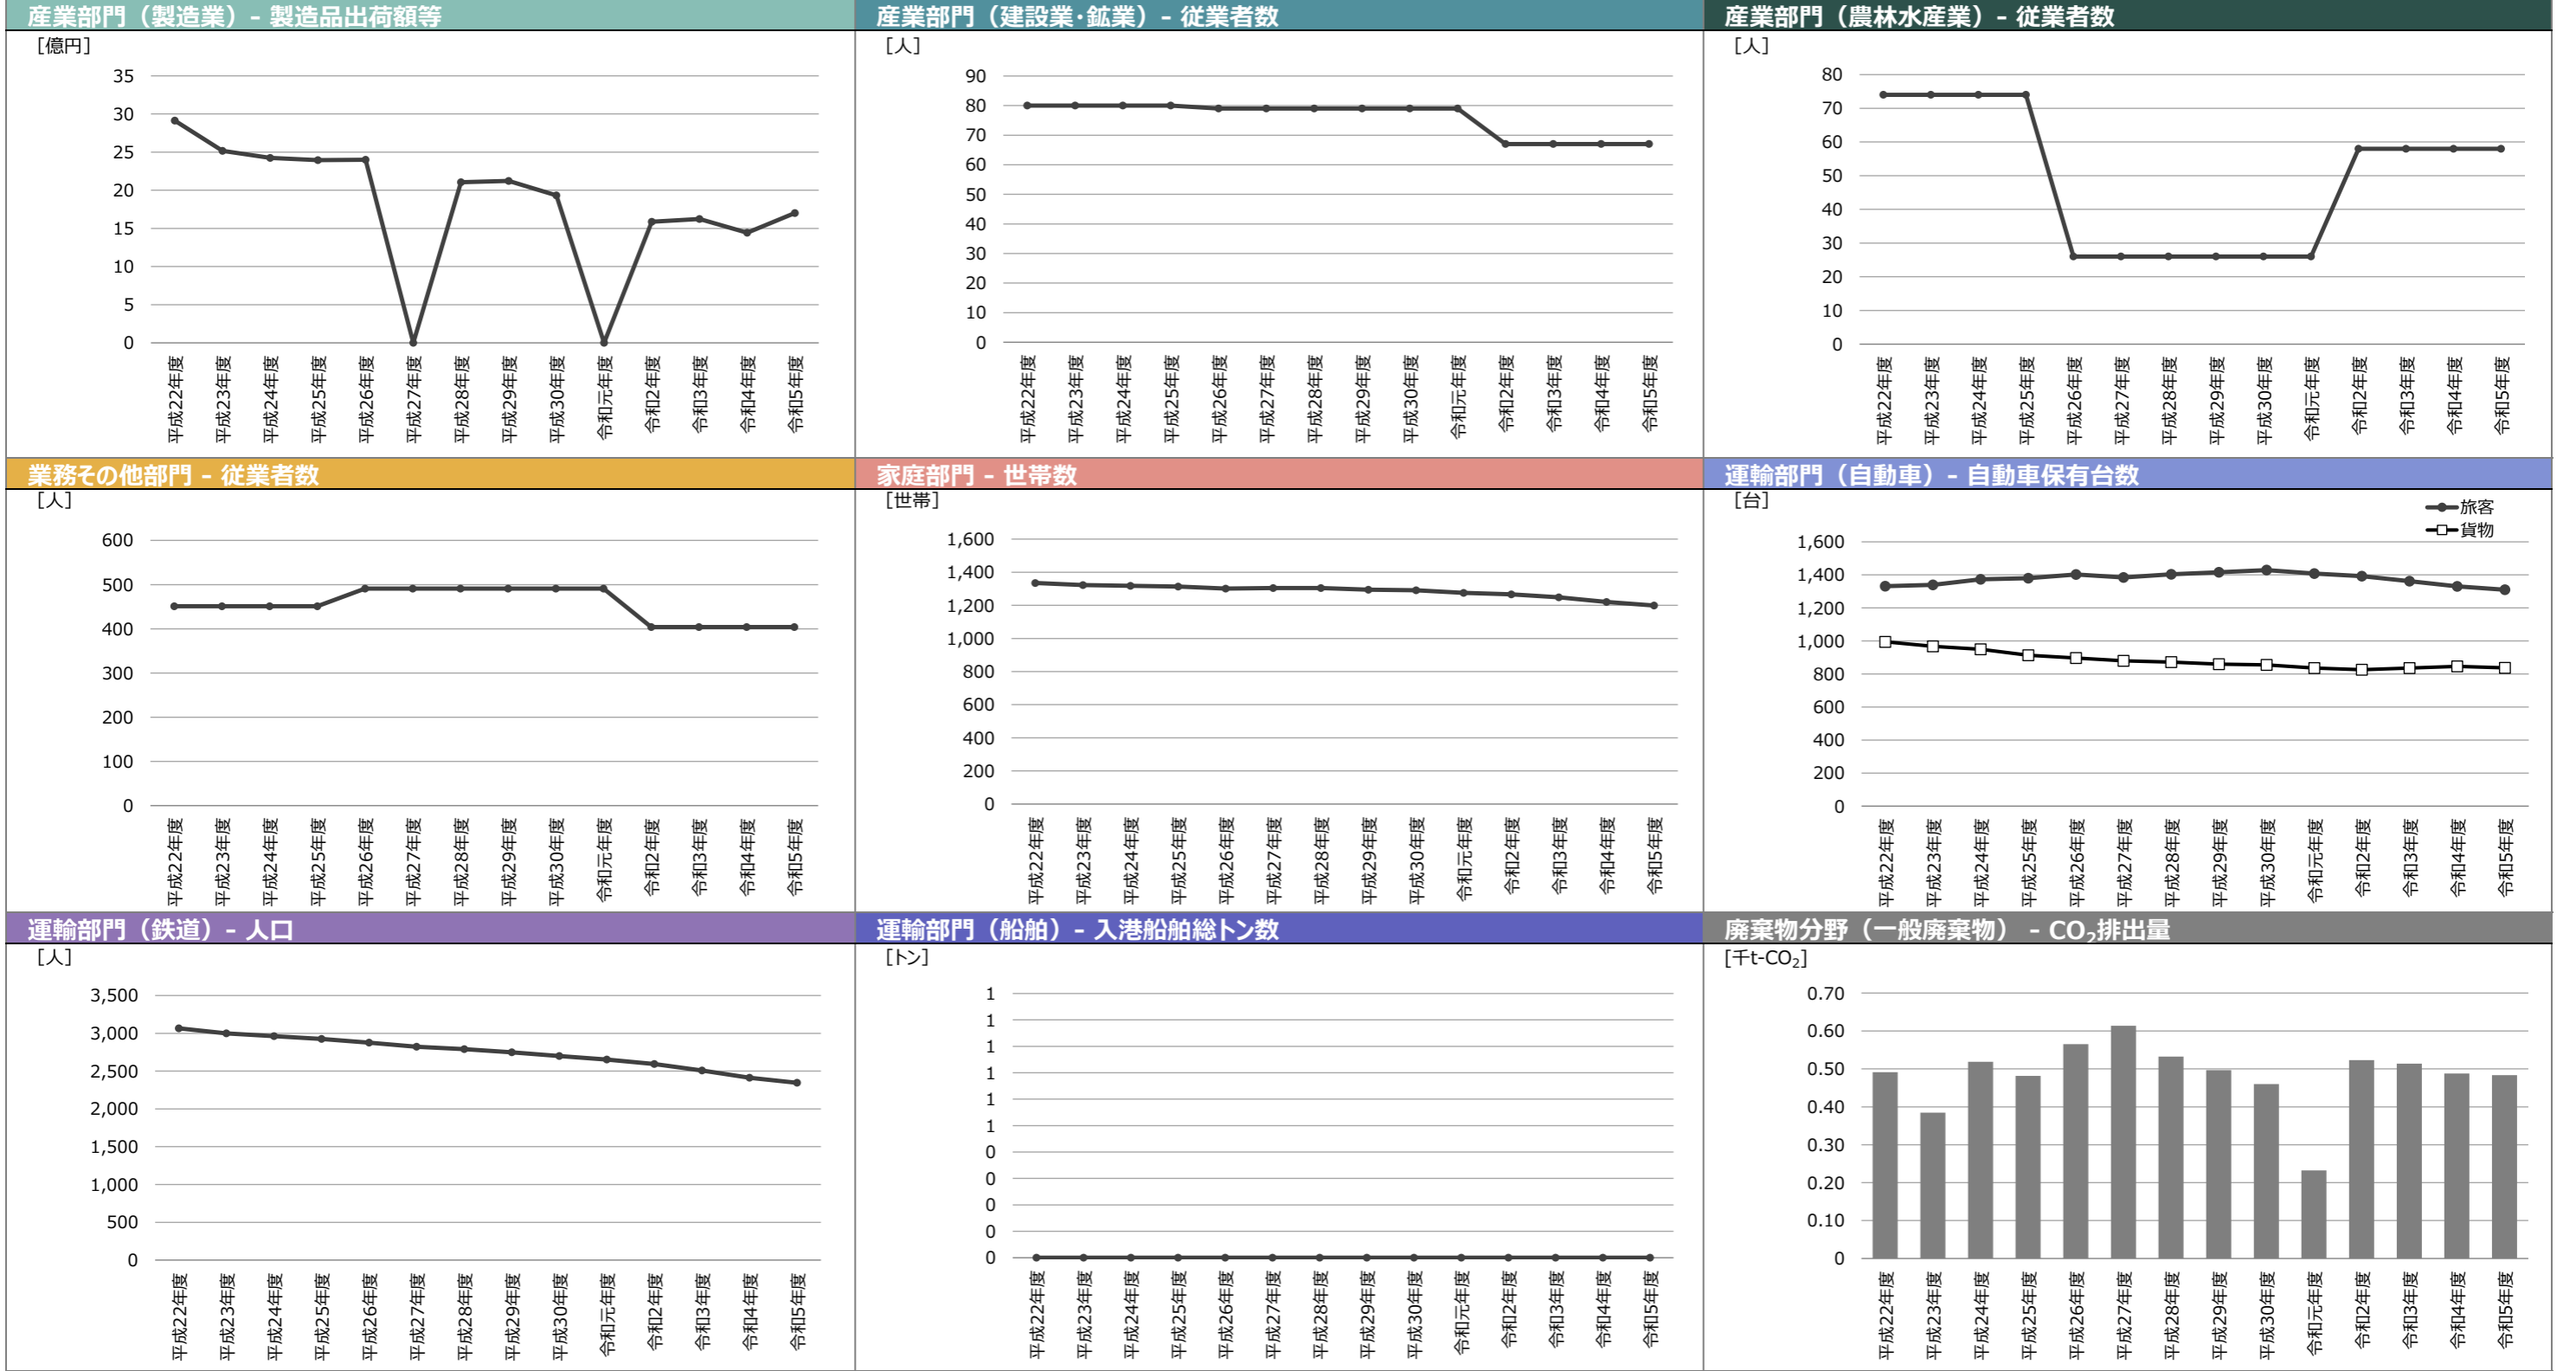 産業部門（製造業）- 製造品出荷額等
[億円]
35
30
25
20
15
10
5
0
平成22年度
平成23年度
平成24年度
平成25年度
平成26年度
平成27年度
平成28年度
平成29年度
平成30年度
令和元年度
令和2年度
令和3年度
令和4年度
令和5年度
産業部門（建設業･鉱業）- 従業者数
[人]
90
80
70
60
50
40
30
20
10
0
平成22年度
平成23年度
平成24年度
平成25年度
平成26年度
平成27年度
平成28年度
平成29年度
平成30年度
令和元年度
令和2年度
令和3年度
令和4年度
令和5年度
産業部門（農林水産業）- 従業者数
[人]
80
70
60
50
40
30
20
10
0
平成22年度
平成23年度
平成24年度
平成25年度
平成26年度
平成27年度
平成28年度
平成29年度
平成30年度
令和元年度
令和2年度
令和3年度
令和4年度
令和5年度
業務その他部門 - 従業者数
[人]
600
500
400
300
200
100
0
平成22年度
平成23年度
平成24年度
平成25年度
平成26年度
平成27年度
平成28年度
平成29年度
平成30年度
令和元年度
令和2年度
令和3年度
令和4年度
令和5年度
家庭部門 - 世帯数
[世帯]
1,600
1,400
1,200
1,000
800
600
400
200
0
平成22年度
平成23年度
平成24年度
平成25年度
平成26年度
平成27年度
平成28年度
平成29年度
平成30年度
令和元年度
令和2年度
令和3年度
令和4年度
令和5年度
運輸部門（自動車）- 自動車保有台数
[台]
旅客
貨物
1,600
1,400
1,200
1,000
800
600
400
200
0
平成22年度
平成23年度
平成24年度
平成25年度
平成26年度
平成27年度
平成28年度
平成29年度
平成30年度
令和元年度
令和2年度
令和3年度
令和4年度
令和5年度
運輸部門（鉄道）- 人口
[人]
3,500
3,000
2,500
2,000
1,500
1,000
500
0
平成22年度
平成23年度
平成24年度
平成25年度
平成26年度
平成27年度
平成28年度
平成29年度
平成30年度
令和元年度
令和2年度
令和3年度
令和4年度
令和5年度
運輸部門（船舶）- 入港船舶総トン数
[トン]
1
1
1
1
1
1
0
0
0
0
0
平成22年度
平成23年度
平成24年度
平成25年度
平成26年度
平成27年度
平成28年度
平成29年度
平成30年度
令和元年度
令和2年度
令和3年度
令和4年度
令和5年度
廃棄物分野（一般廃棄物） - CO₂排出量
[千t-CO₂]
0.70
0.60
0.50
0.40
0.30
0.20
0.10
0
平成22年度
平成23年度
平成24年度
平成25年度
平成26年度
平成27年度
平成28年度
平成29年度
平成30年度
令和元年度
令和2年度
令和3年度
令和4年度
令和5年度